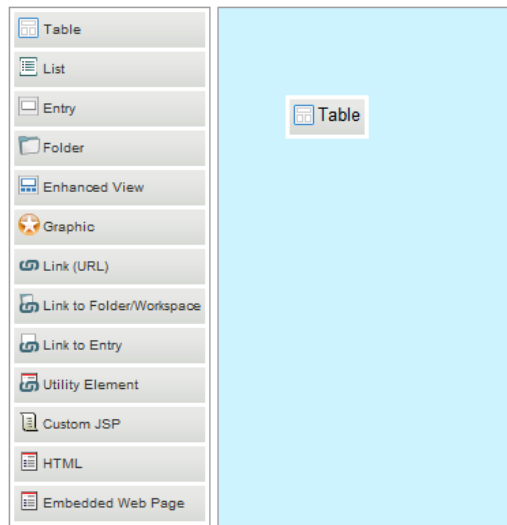 Table
List
Entry
Folder
Enhanced View
Graphic
Link (URL)
Link to Folder/Workspace
Link to Entry
Utility Element
Custom JSP
HTML
Embedded Web Page
Table